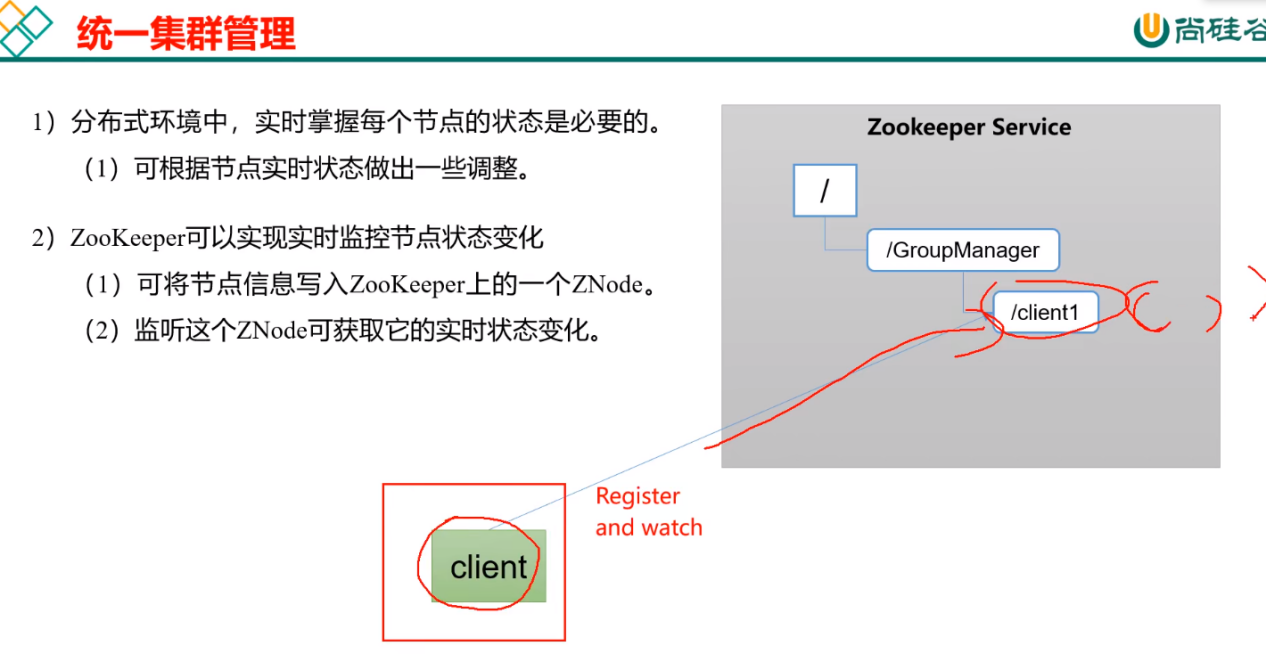 统一集群管理
尚硅谷
1）分布式环境中，实时掌握每个节点的状态是必要的。
（1）可根据节点实时状态做出一些调整。
2）ZooKeeper可以实现实时监控节点状态变化
（1）可将节点信息写入ZooKeeper上的一个ZNode。
（2）监听这个ZNode可获取它的实时状态变化。
Zookeeper Service
/
/GroupManager
/client1
Register
and watch
client